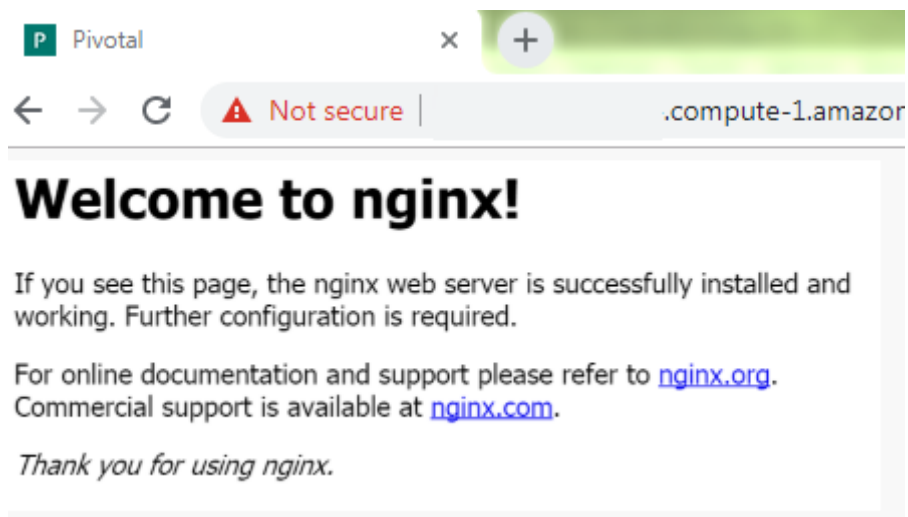 P Pivotal
Not secure
.compute-1.amazon
Welcome to nginx!
If you see this page, the nginx web server is successfully installed and
working. Further configuration is required.
For online documentation and support please refer to nginx.org.
Commercial support is available at nginx.com.
Thank you for using nginx.